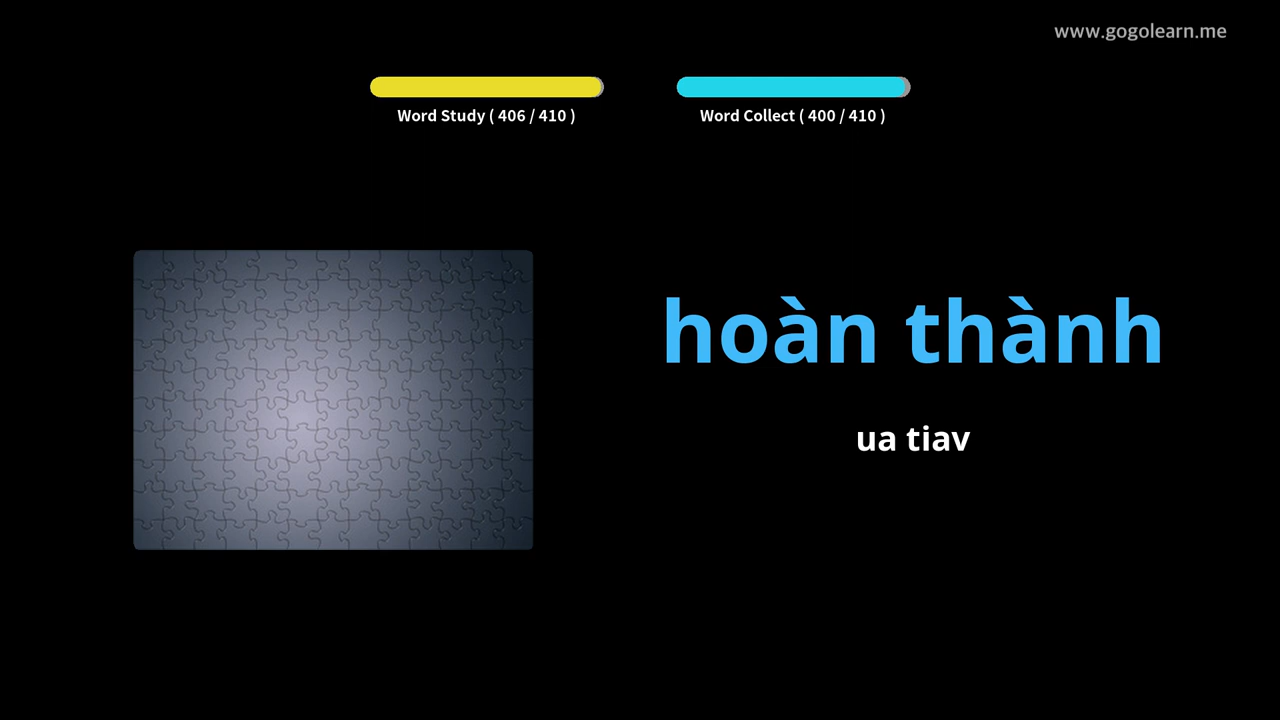 www.gogolearn.me
Word Study ( 406 / 410 )
Word Collect ( 400 / 410 )
hoàn thành
ua tiav